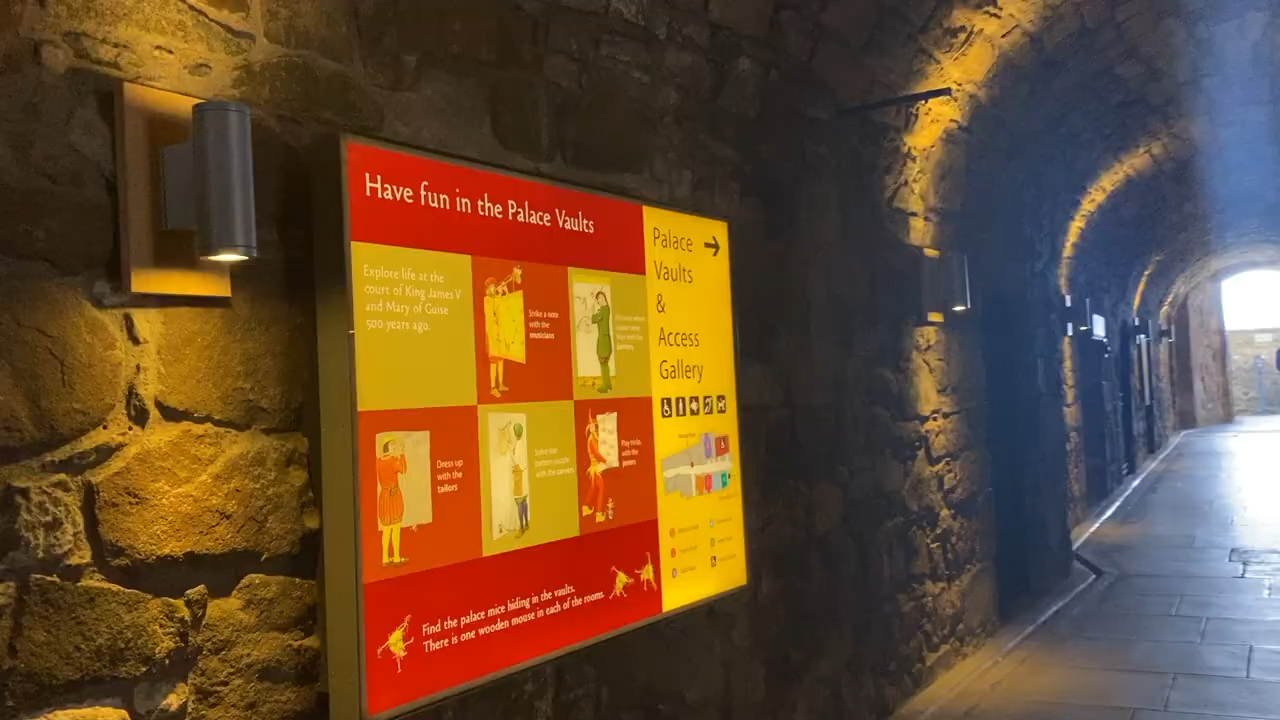 Have fun in the Palace Vaults
Explore life at the
court of King James V
and Mary of Guise
500 years ago.
Strike a note
with the
musicians
Dress up
with the
tailors
Solve the
button puzzle
with the carvers
Play tricks
with the
jesters
Find the palace mice hiding in the vaults.
There is one wooden mouse in each of the rooms.
Palace
Vaults
&
Access
Gallery